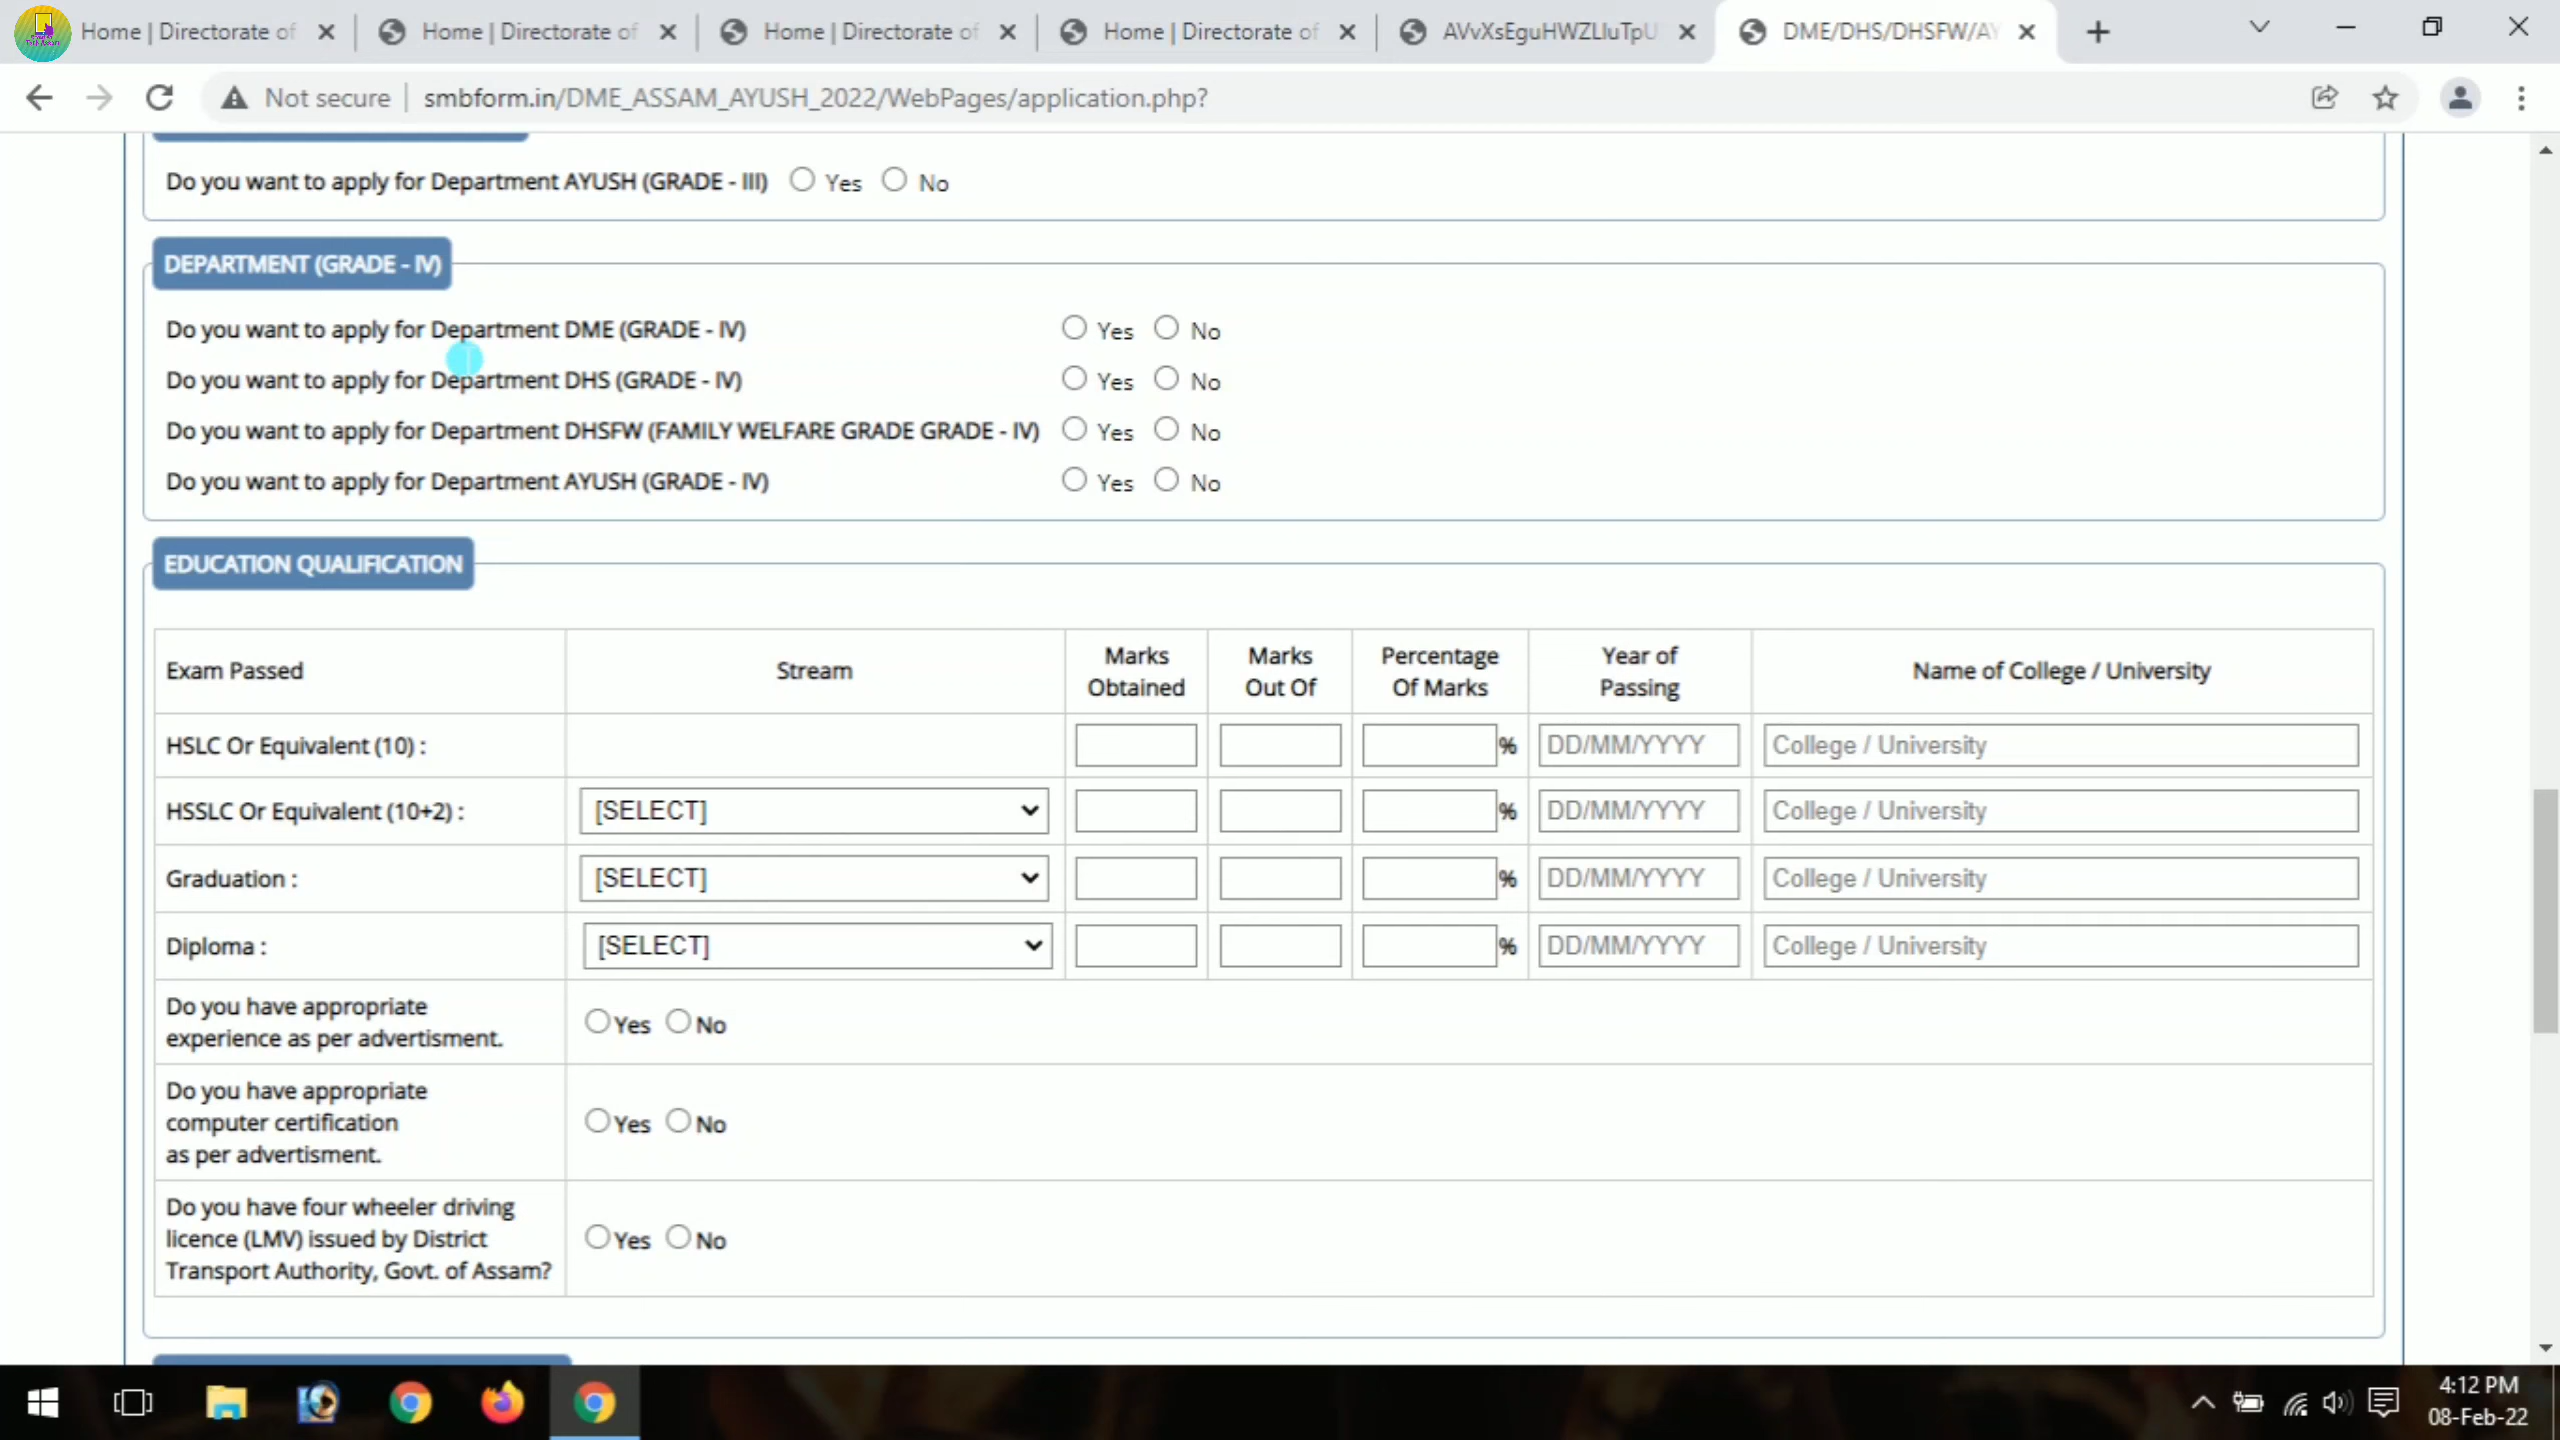 Home | Directorate of
Home | Directorate of
Home | Directorate of
Home | Directorate of
AVvXsEguHWZLluTpU
DME/DHS/DHSFW/AY
Not secure
smbform.in/DME_ASSAM_AYUSH_2022/WebPages/application.php?
Do you want to apply for Department AYUSH (GRADE - III) Yes No
DEPARTMENT (GRADE - IV)
Do you want to apply for Department DME (GRADE - IV) Yes No
Do you want to apply for Department DHS (GRADE - IV) Yes No
Do you want to apply for Department DHSFW (FAMILY WELFARE GRADE GRADE - IV) Yes No
Do you want to apply for Department AYUSH (GRADE - IV) Yes No
EDUCATION QUALIFICATION
Exam Passed
Stream
Marks
Obtained
Marks
Out Of
Percentage
Of Marks
Year of
Passing
Name of College / University
HSLC Or Equivalent (10) : % DD/MM/YYYY College / University
HSSLC Or Equivalent (10+2) : [SELECT] % DD/MM/YYYY College / University
Graduation : [SELECT] % DD/MM/YYYY College / University
Diploma : [SELECT] % DD/MM/YYYY College / University
Do you have appropriate
experience as per advertisment.
Yes No
Do you have appropriate
computer certification
as per advertisment.
Yes No
Do you have four wheeler driving
licence (LMV) issued by District
Transport Authority, Govt. of Assam?
Yes No
4:12 PM
08-Feb-22